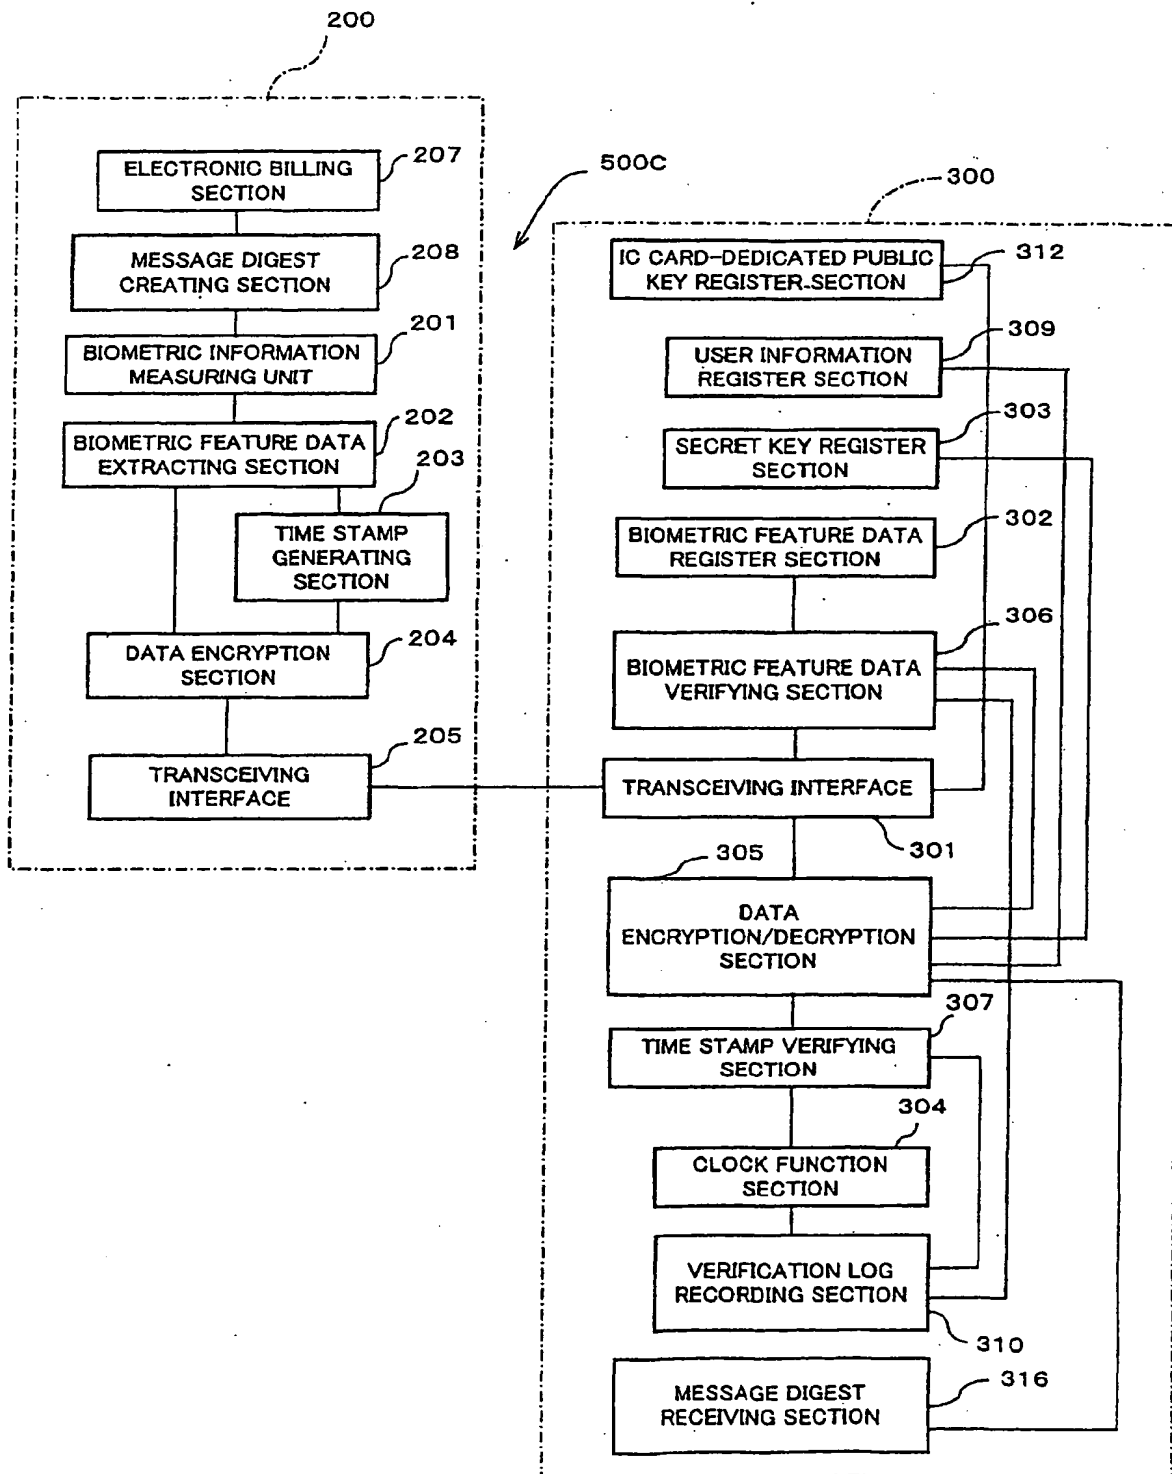 200
ELECTRONIC BILLING
SECTION
207
MESSAGE DIGEST
CREATING SECTION
208
BIOMETRIC INFORMATION
MEASURING UNIT
201
BIOMETRIC FEATURE DATA
EXTRACTING SECTION
202
203
TIME STAMP
GENERATING
SECTION
DATA ENCRYPTION
SECTION
204
TRANSCEIVING
INTERFACE
205
500C
300
IC CARD-DEDICATED PUBLIC
KEY REGISTER-SECTION
312
USER INFORMATION
REGISTER SECTION
309
SECRET KEY REGISTER
SECTION
303
BIOMETRIC FEATURE DATA
REGISTER SECTION
302
BIOMETRIC FEATURE DATA
VERIFYING SECTION
306
TRANSCEIVING INTERFACE
301
305
DATA
ENCRYPTION/DECRYPTION
SECTION
TIME STAMP VERIFYING
SECTION
307
304
CLOCK FUNCTION
SECTION
VERIFICATION LOG
RECORDING SECTION
310
MESSAGE DIGEST
RECEIVING SECTION
316